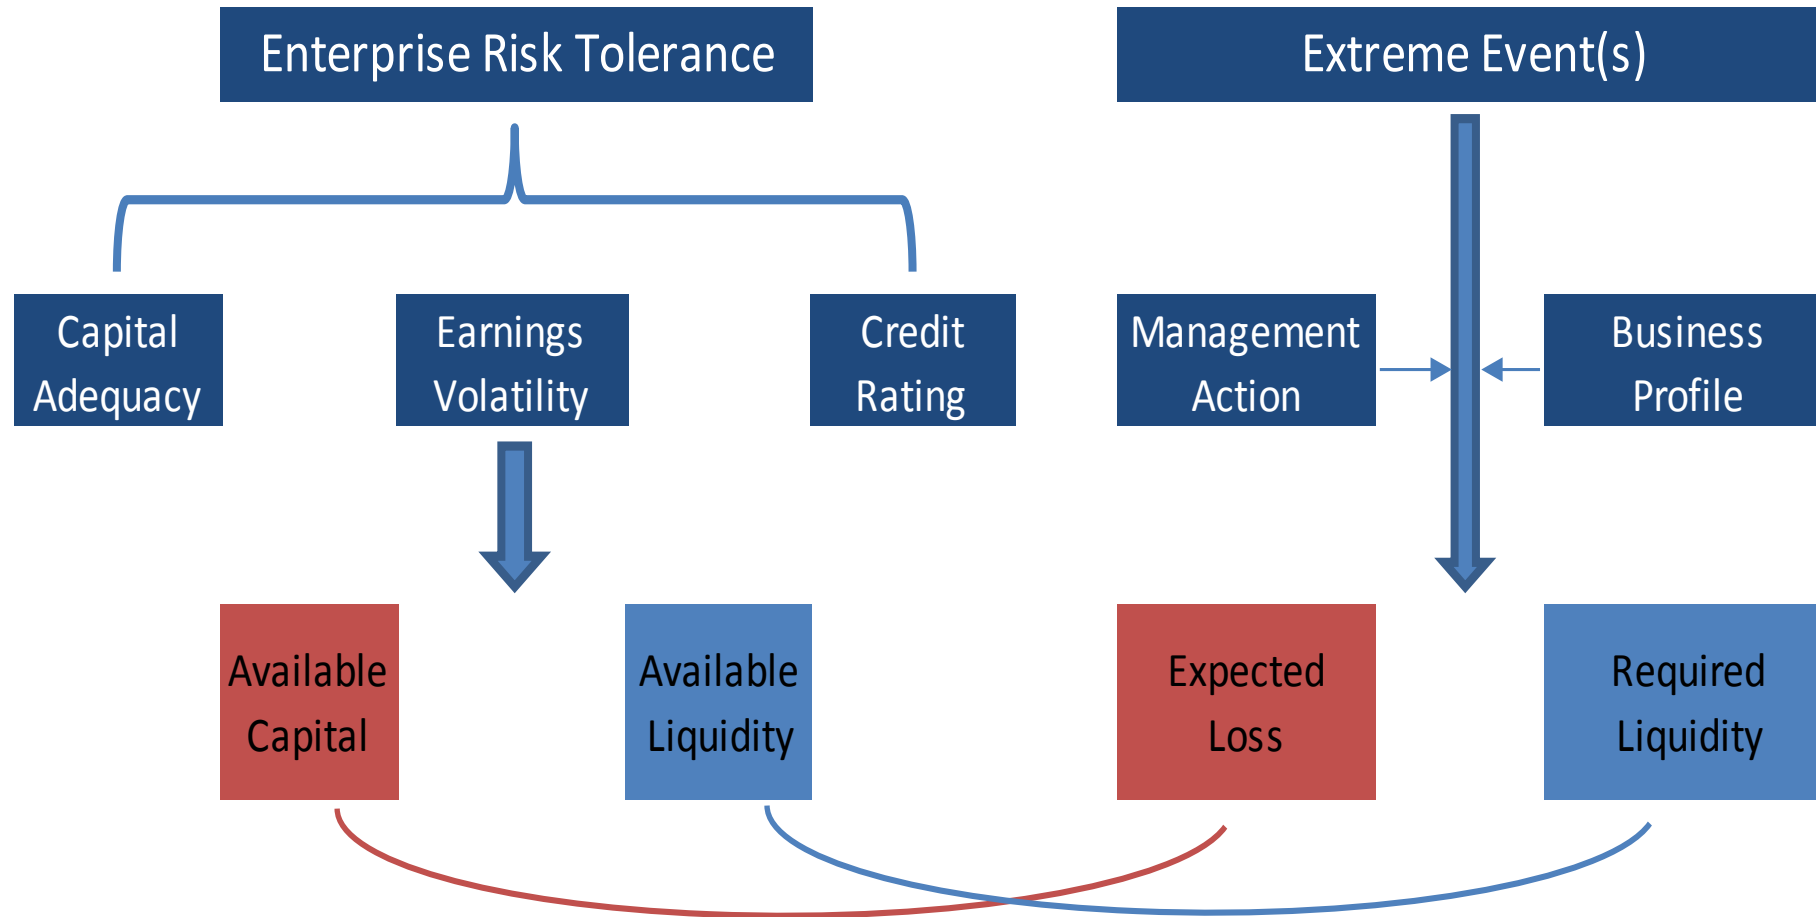 Enterprise Risk Tolerance
Extreme Event(s)
Capital
Adequacy
Earnings
Volatility
Credit
Rating
Management
Action
Business
Profile
Available
Capital
Available
Liquidity
Expected
Loss
Required
Liquidity